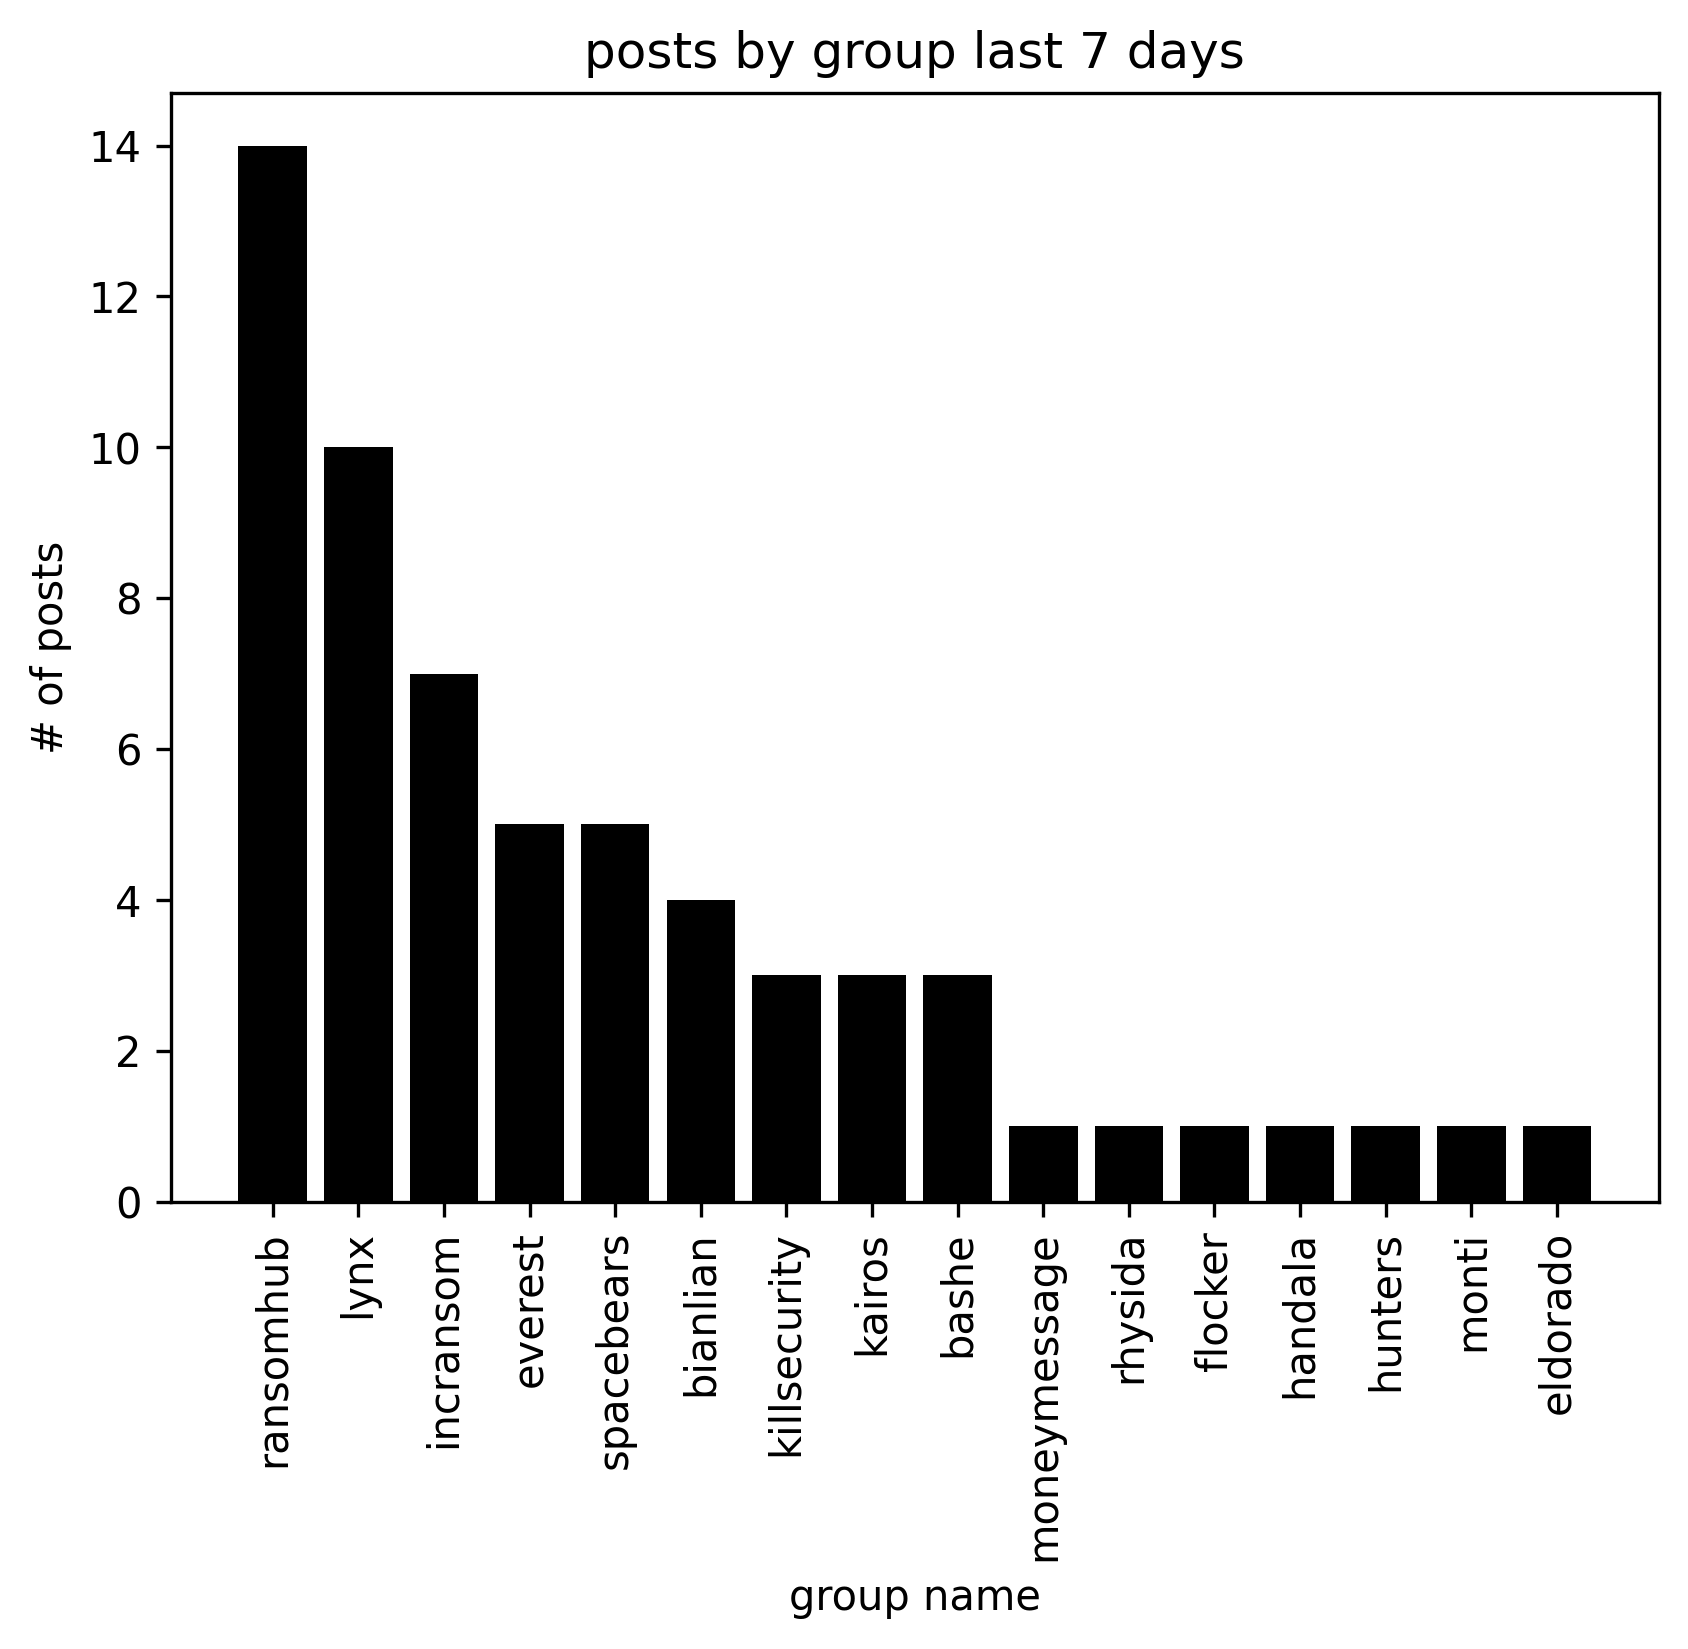 posts by group last 7 days
# of posts
14
12
10
8
6
4
2
0
ransomhub
lynx
incransom
everest
spacebears
bianlian
killsecurity
kairos
bashe
moneymessage
rhysida
flocker
handala
hunters
monti
eldorado
group name